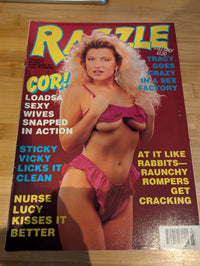 RAZZLE
TRACY
GOES
CRAZY
IN A SEX
FACTORY
COR!
LOADSA
SEXY
WIVES
SNAPPED
IN ACTION
STICKY
VICKY
LICKS IT
CLEAN
AT IT LIKE
RABBITS—
RAUNCHY
ROMPERS
GET
CRACKING
NURSE
LUCY
KISSES IT
BETTER